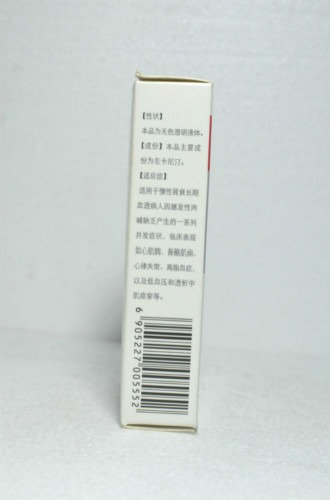 【性状】
本品为无色澄明液体。
【成份】本品主要成
份为左卡尼汀。
【适应症】
适用于慢性肾衰长期
血透病人因继发性肉
碱缺乏产生的一系列
并发症状，临床表现
如心肌病、骨骼肌病、
心律失常、高脂血症，
以及低血压和透析中
肌痉挛等。
6 905227 005552